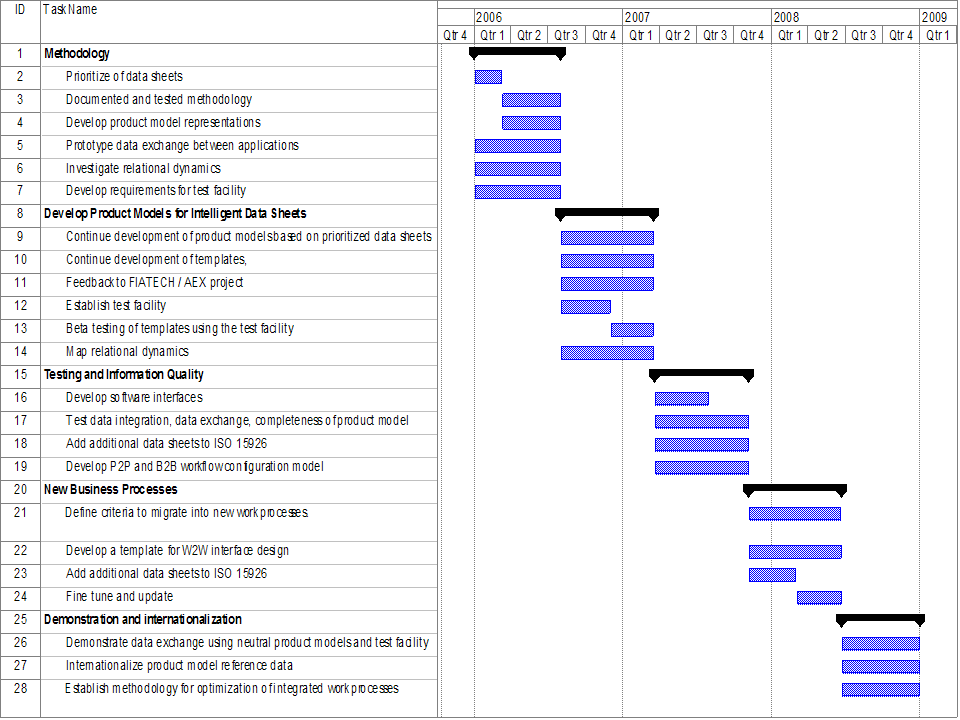 ID Task Name 2006 2007 2008 2009
Qtr 4 Qtr 1 Qtr 2 Qtr 3 Qtr 4 Qtr 1 Qtr 2 Qtr 3 Qtr 4 Qtr 1 Qtr 2 Qtr 3 Qtr 4 Qtr 1
1 Methodology
2 Prioritize of data sheets
3 Documented and tested methodology
4 Develop product model representations
5 Prototype data exchange between applications
6 Investigate relational dynamics
7 Develop requirements for test facility
8 Develop Product Models for Intelligent Data Sheets
9 Continue development of product models based on prioritized data sheets
10 Continue development of templates,
11 Feedback to FIATECH / AEX project
12 Establish test facility
13 Beta testing of templates using the test facility
14 Map relational dynamics
15 Testing and Information Quality
16 Develop software interfaces
17 Test data integration, data exchange, completeness of product model
18 Add additional data sheets to ISO 15926
19 Develop P2P and B2B workflow configuration model
20 New Business Processes
21 Define criteria to migrate into new work processes.
22 Develop a template for W2W interface design
23 Add additional data sheets to ISO 15926
24 Fine tune and update
25 Demonstration and internationalization
26 Demonstrate data exchange using neutral product models and test facility
27 Internationalize product model reference data
28 Establish methodology for optimization of integrated work processes